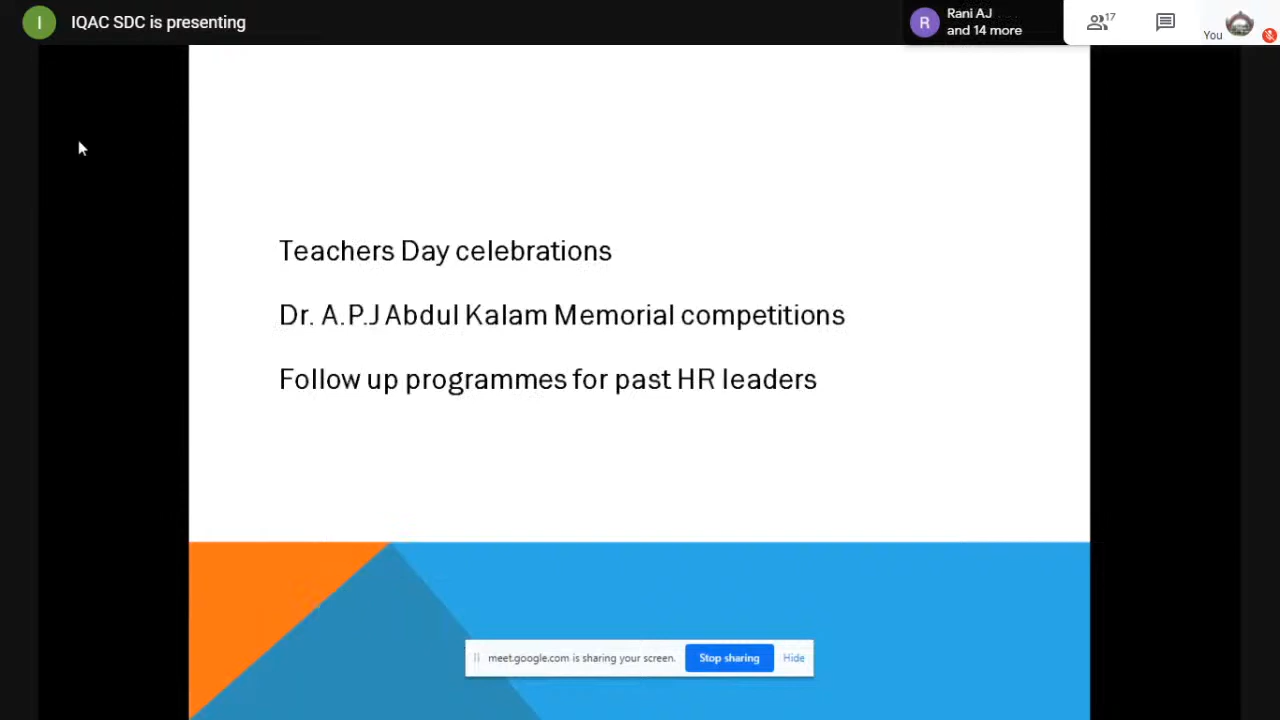 I
IQAC SDC is presenting
R
Rani AJ
and 14 more
17
You
Teachers Day celebrations
Dr. A.P.J Abdul Kalam Memorial competitions
Follow up programmes for past HR leaders
meet.google.com is sharing your screen.
Stop sharing
Hide